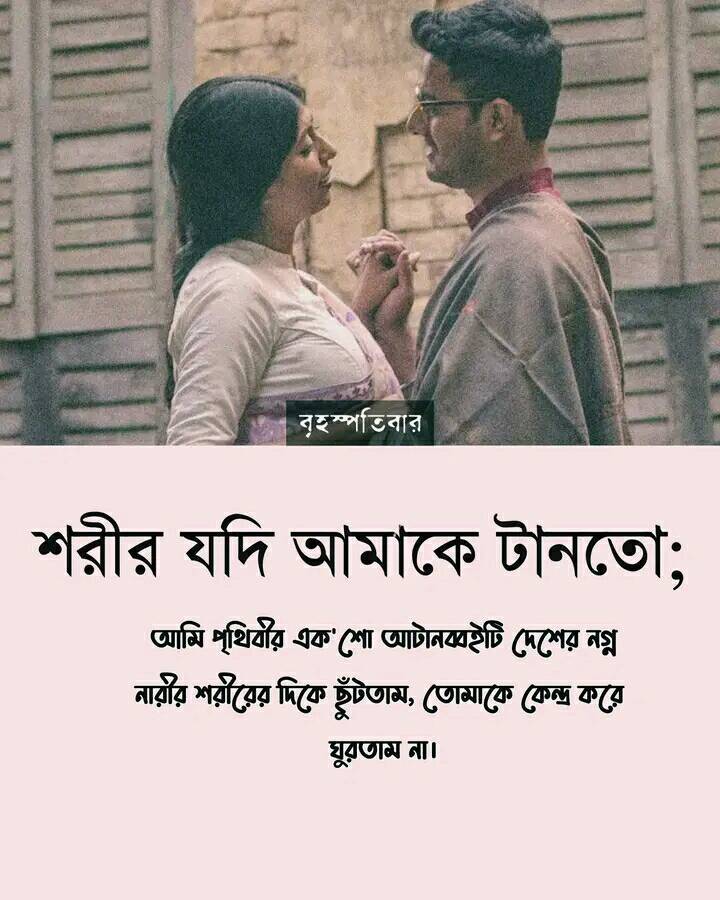 বৃহস্পতিবার
শরীর যদি আমাকে টানতো;
আমি পৃথিবীর এক'শো আটানব্বইটি দেশের নগ্ন
নারীর শরীরের দিকে ছুঁটতাম, তোমাকে কেন্দ্র করে
ঘুরতাম না।